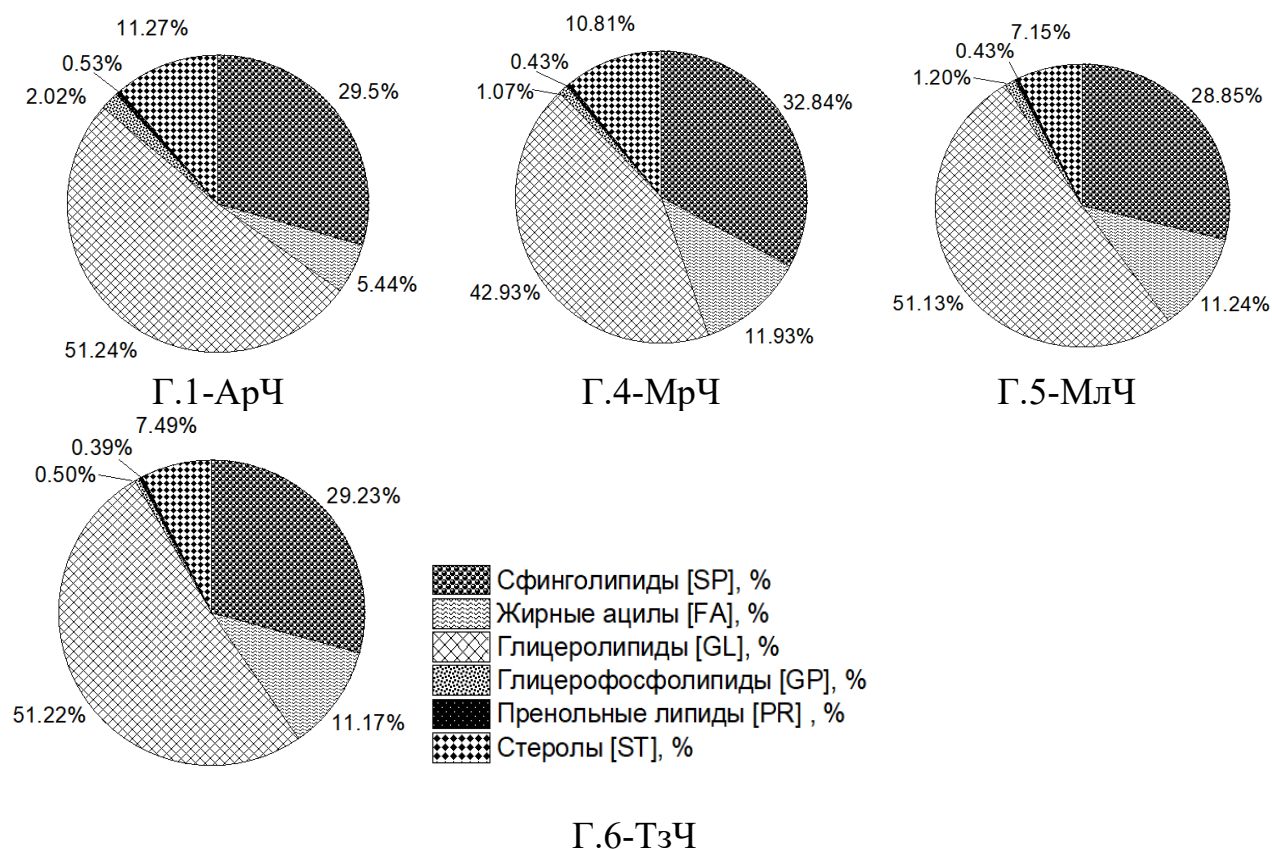 11.27%
0.53%
2.02%
29.5%
5.44%
51.24%
Г.1-АрЧ
10.81%
0.43%
1.07%
32.84%
42.93%
11.93%
Г.4-МрЧ
7.15%
0.43%
1.20%
28.85%
51.13%
11.24%
Г.5-МлЧ
7.49%
0.39%
0.50%
29.23%
51.22%
11.17%
Сфинголипиды [SP], %
Жирные ацилы [FA], %
Глицеролипиды [GL], %
Глицерофосфолипиды [GP], %
Пренольные липиды [PR] , %
Стеролы [ST], %
Г.6-ТзЧ